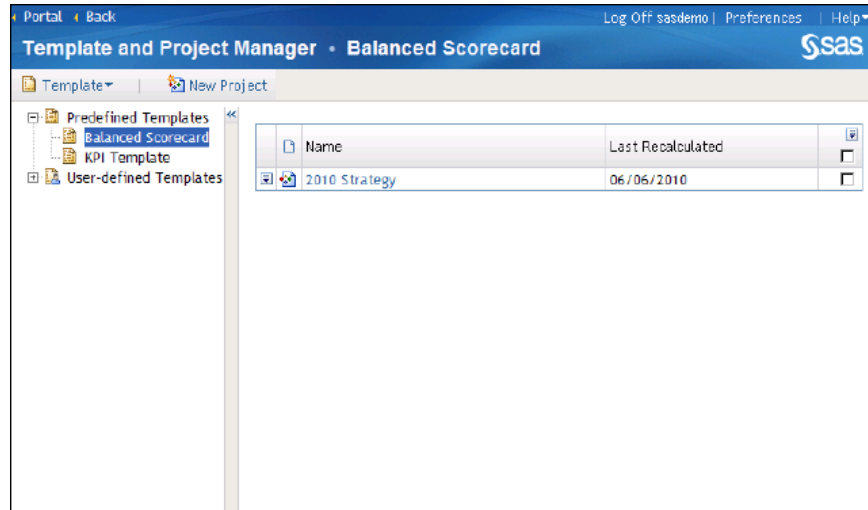 Portal Back Log Off sasdemo | Preferences | Help
Template and Project Manager • Balanced Scorecard sas
Template | New Project
Predefined Templates
Balanced Scorecard
KPI Template
User-defined Templates
Name Last Recalculated
2010 Strategy 06/06/2010